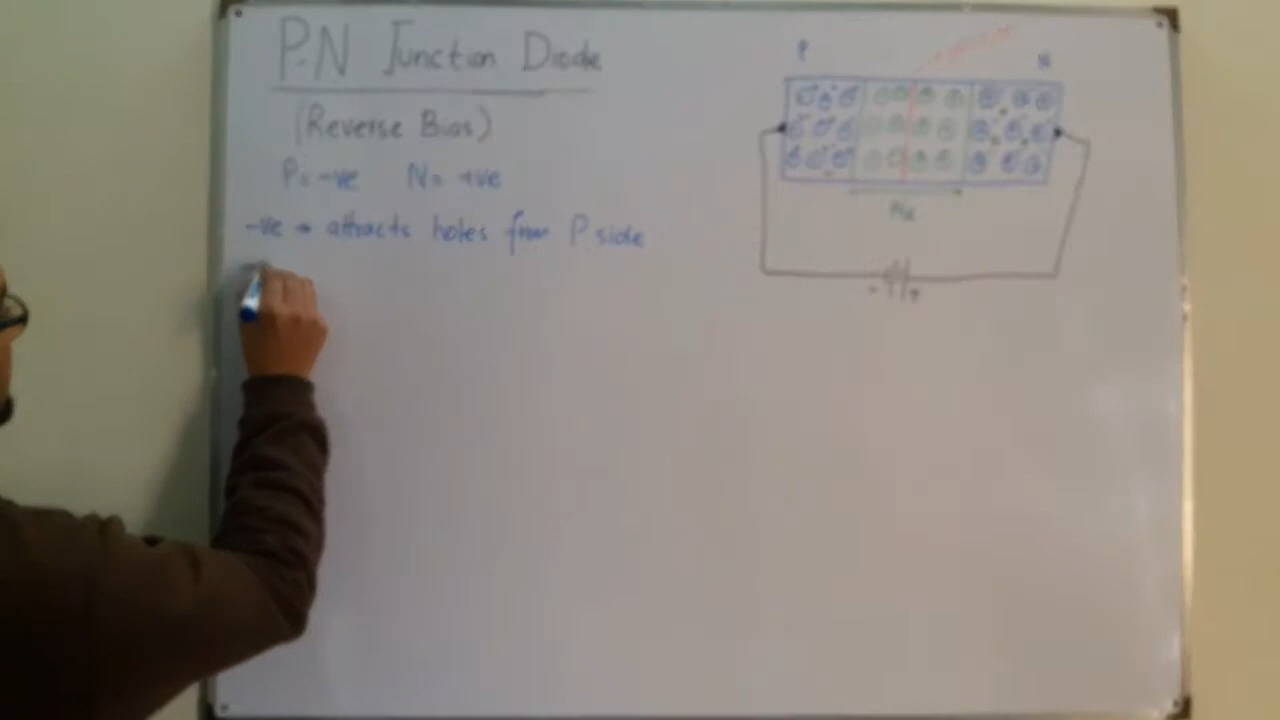 P.N Junction Diode
(Reverse Bias)
P= -ve N= +ve
-ve → attracts holes from P side
P
N
- +